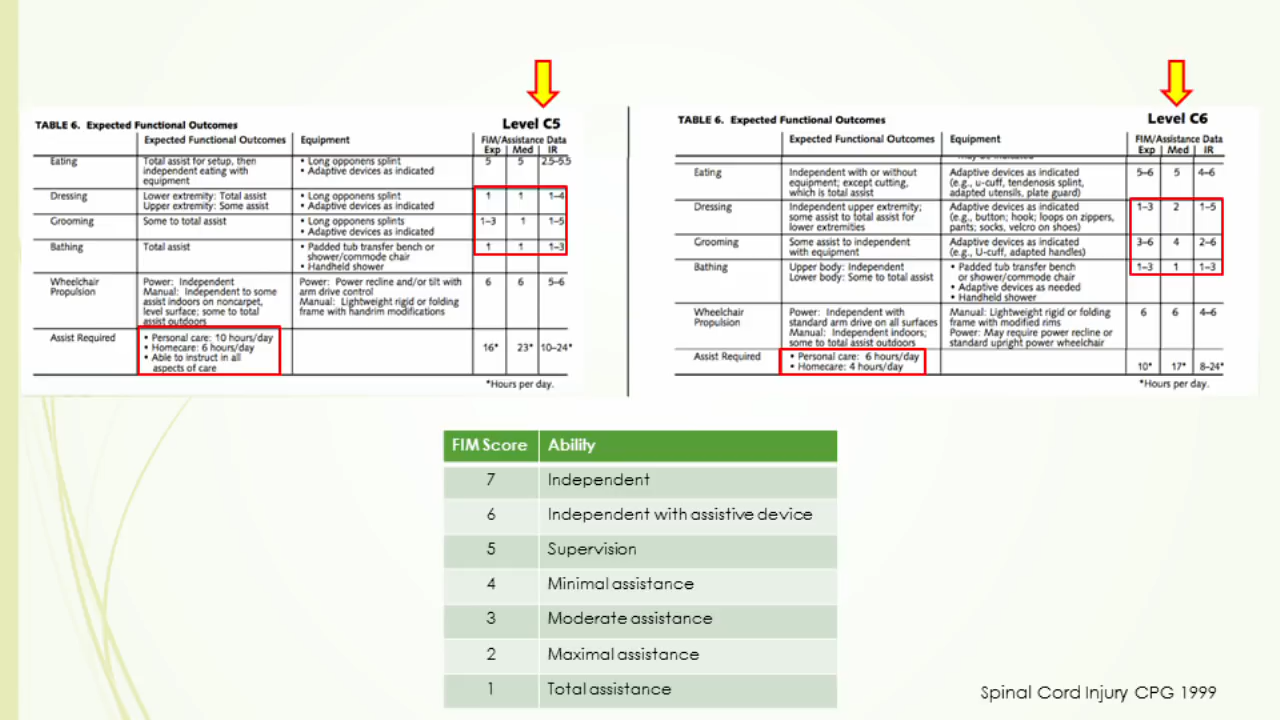 TABLE 6. Expected Functional Outcomes
Level C5
Expected Functional Outcomes
Equipment
FIM/Assistance Data
Exp Med IR
Eating
Total assist for setup, then
independent eating with
equipment
• Long opponens splint
• Adaptive devices as indicated
5 5 2.5–5.5
Dressing
Lower extremity: Total assist
Upper extremity: Some assist
• Long opponens splint
• Adaptive devices as indicated
1 1 1–4
Grooming
Some to total assist
• Long opponens splints
• Adaptive devices as indicated
1–3 1 1–5
Bathing
Total assist
• Padded tub transfer bench or
shower/commode chair
• Handheld shower
1 1 1–3
Wheelchair
Propulsion
Power: Independent
Manual: Independent to some
assist indoors on noncarpet,
level surface; some to total
assist outdoors
Power: Power recline and/or tilt with
arm drive control
Manual: Lightweight rigid or folding
frame with handrim modifications
6 6 5–6
Assist Required
• Personal care: 10 hours/day
• Homecare: 6 hours/day
• Able to instruct in all
aspects of care
16* 23* 10–24*
*Hours per day.
TABLE 6. Expected Functional Outcomes
Level C6
Expected Functional Outcomes
Equipment
FIM/Assistance Data
Exp Med IR
Eating
Independent with or without
equipment; except cutting,
which is total assist
Adaptive devices as indicated
(e.g., u-cuff, tendenosis splint,
adapted utensils, plate guard)
5–6 5 4–6
Dressing
Independent upper extremity;
some assist to total assist for
lower extremities
Adaptive devices as indicated
(e.g., button; hook; loops on zippers,
pants; socks, velcro on shoes)
1–3 2 1–5
Grooming
Some assist to independent
with equipment
Adaptive devices as indicated
(e.g., U-cuff, adapted handles)
3–6 4 2–6
Bathing
Upper body: Independent
Lower body: Some to total assist
• Padded tub transfer bench
or shower/commode chair
• Adaptive devices as needed
• Handheld shower
1–3 1 1–3
Wheelchair
Propulsion
Power: Independent with
standard arm drive on all surfaces
Manual: Independent indoors;
some to total assist outdoors
Manual: Lightweight rigid or folding
frame with modified rims
Power: May require power recline or
standard upright power wheelchair
6 6 4–6
Assist Required
• Personal care: 6 hours/day
• Homecare: 4 hours/day
10* 17* 8–24*
*Hours per day.
FIM Score Ability
7 Independent
6 Independent with assistive device
5 Supervision
4 Minimal assistance
3 Moderate assistance
2 Maximal assistance
1 Total assistance
Spinal Cord Injury CPG 1999